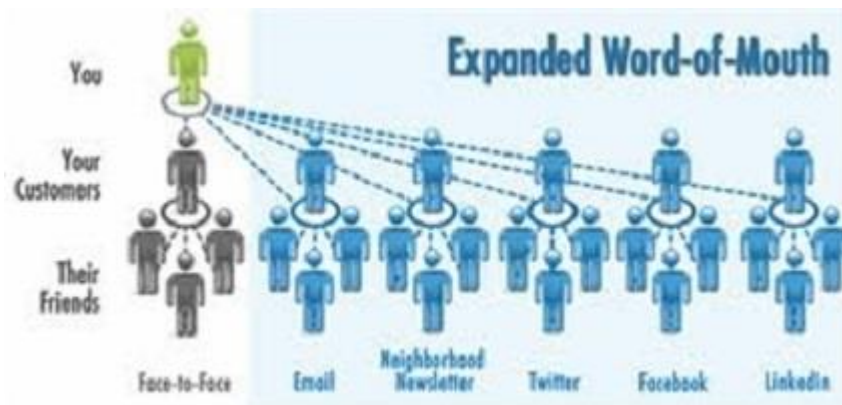 Expanded Word-of-Mouth
You
Your
Customers
Their
Friends
Face-to-Face
Email
Neighborhood
Newsletter
Twitter
Facebook
LinkedIn